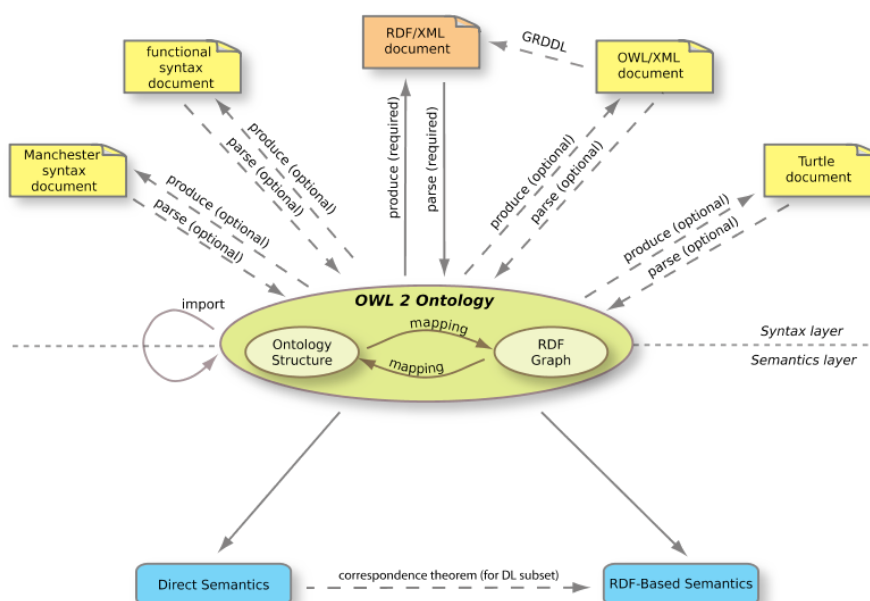 RDF/XML
document
GRDDL
functional
syntax
document
OWL/XML
document
Manchester
syntax
document
Turtle
document
produce (optional)
parse (optional)
produce (optional)
parse (optional)
produce (required)
parse (required)
produce (optional)
parse (optional)
produce (optional)
parse (optional)
import
OWL 2 Ontology
mapping
Ontology
Structure
RDF
Graph
mapping
Syntax layer
Semantics layer
Direct Semantics
correspondence theorem (for DL subset)
RDF-Based Semantics